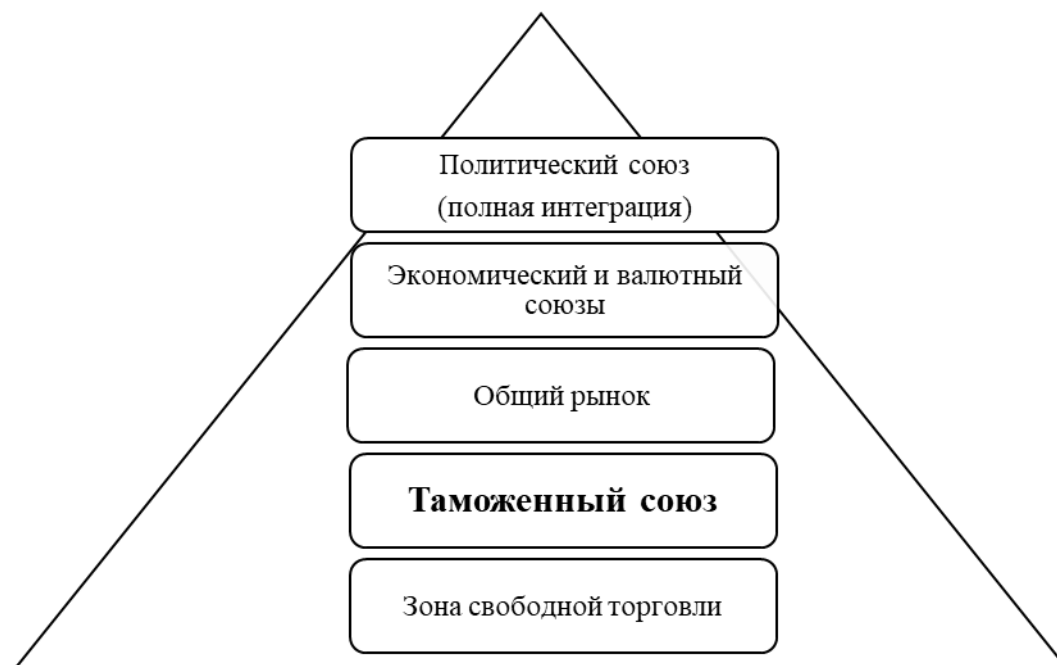 Политический союз
(полная интеграция)
Экономический и валютный
союзы
Общий рынок
Таможенный союз
Зона свободной торговли